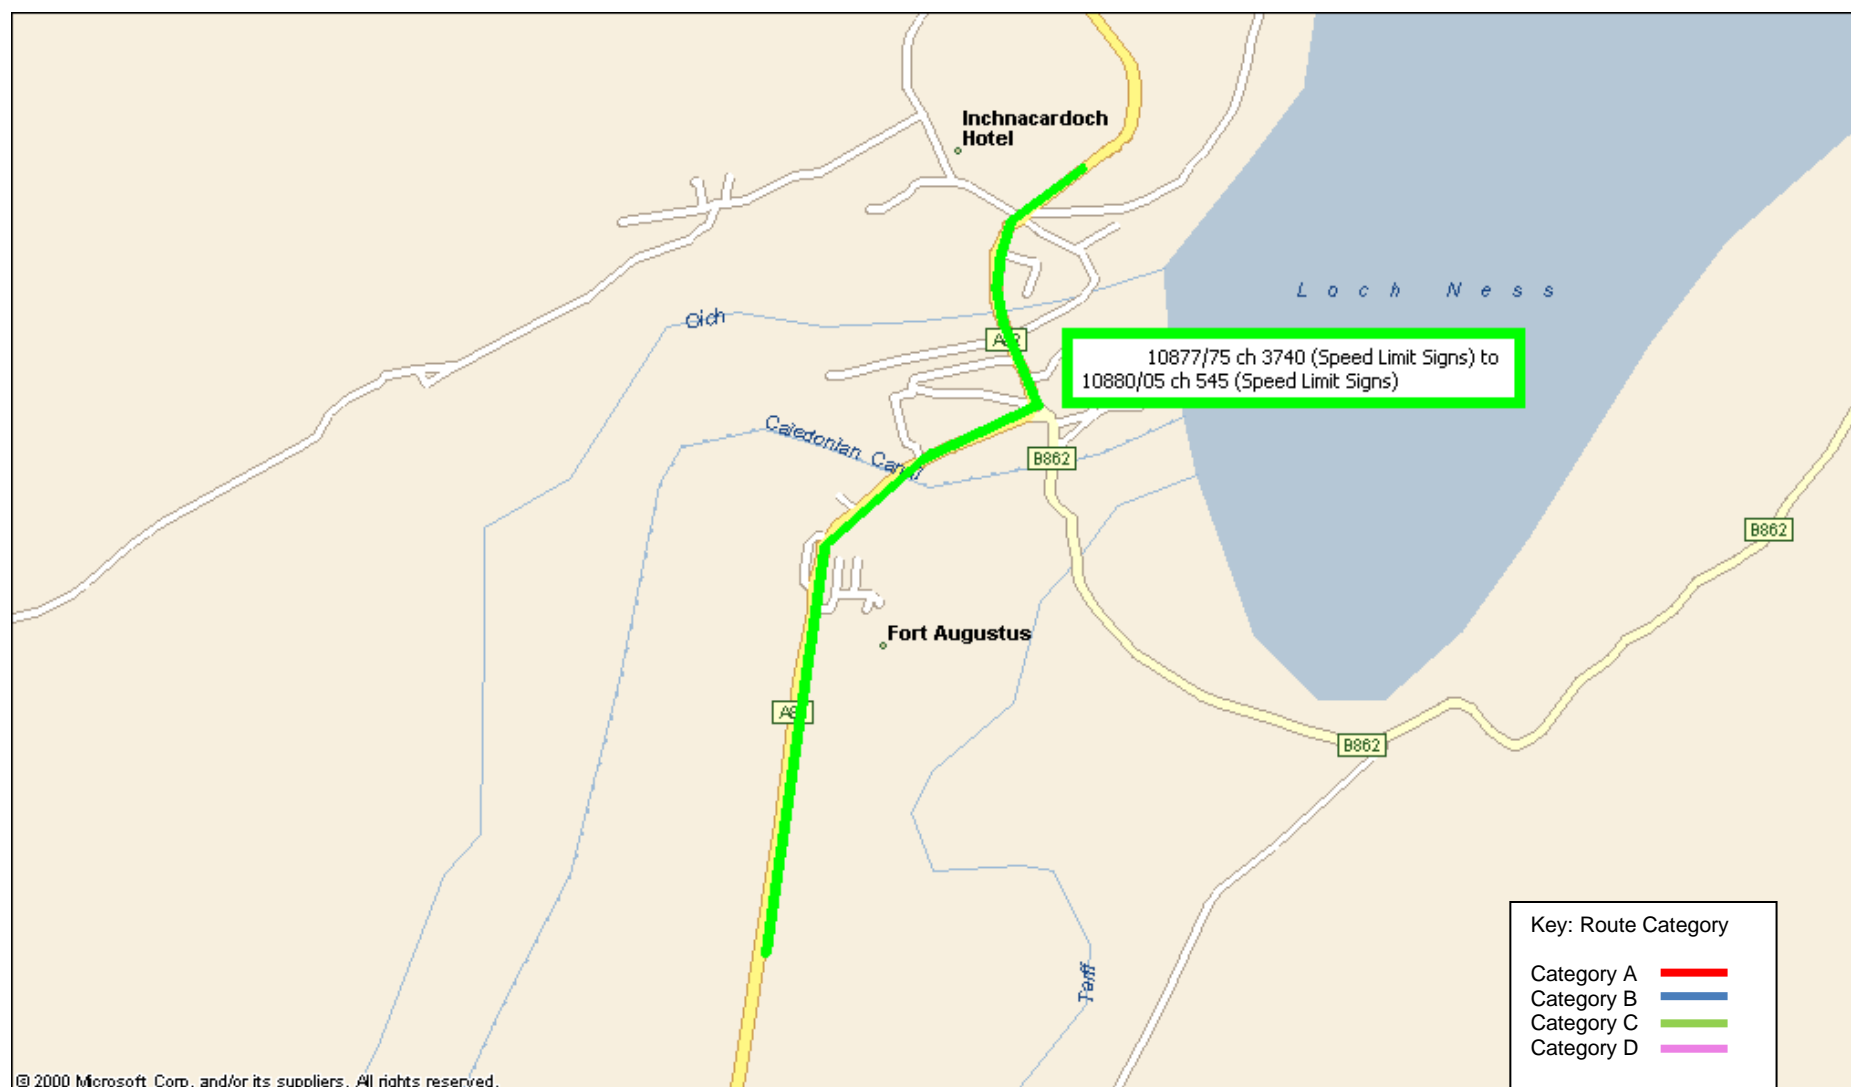 Inchnacardoch
Hotel
Loch Ness
Oich
10877/75 ch 3740 (Speed Limit Signs) to
10880/05 ch 545 (Speed Limit Signs)
Caledonian Canal
B862
B862
Fort Augustus
B862
Key: Route Category
Category A
Category B
Category C
Category D
Tarff
© 2000 Microsoft Corp. and/or its suppliers. All rights reserved.